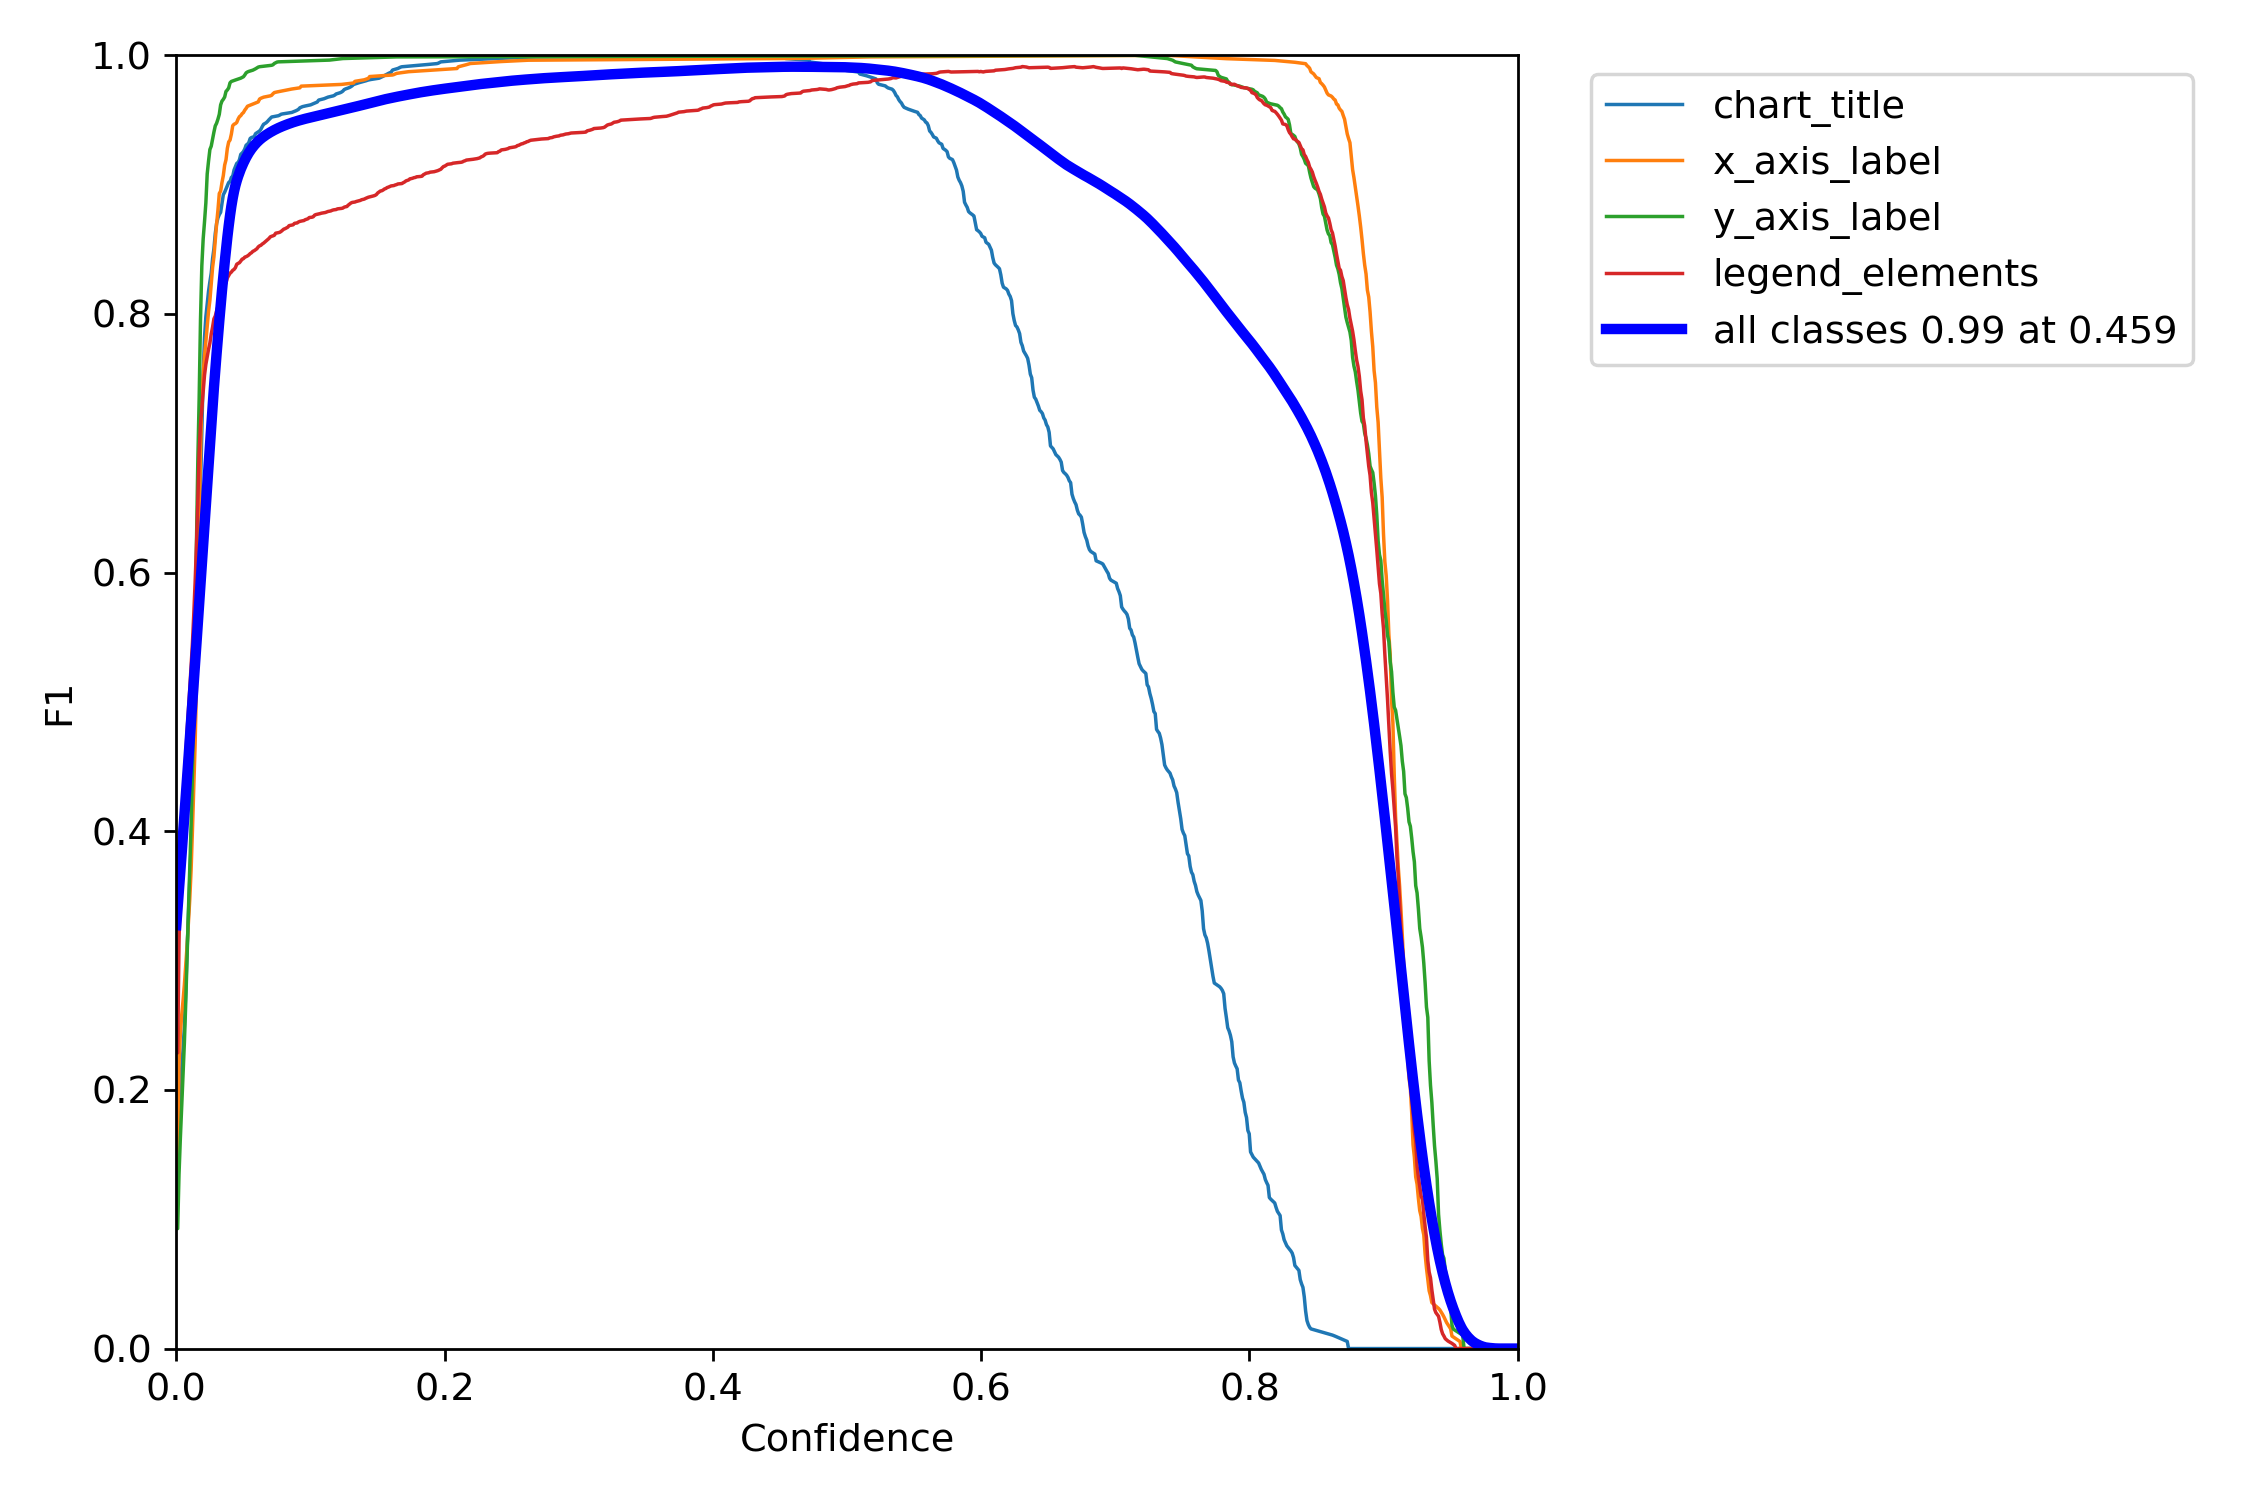 1.0
0.8
0.6
0.4
0.2
0.0
F1
0.0 0.2 0.4 0.6 0.8 1.0
Confidence
chart_title
x_axis_label
y_axis_label
legend_elements
all classes 0.99 at 0.459